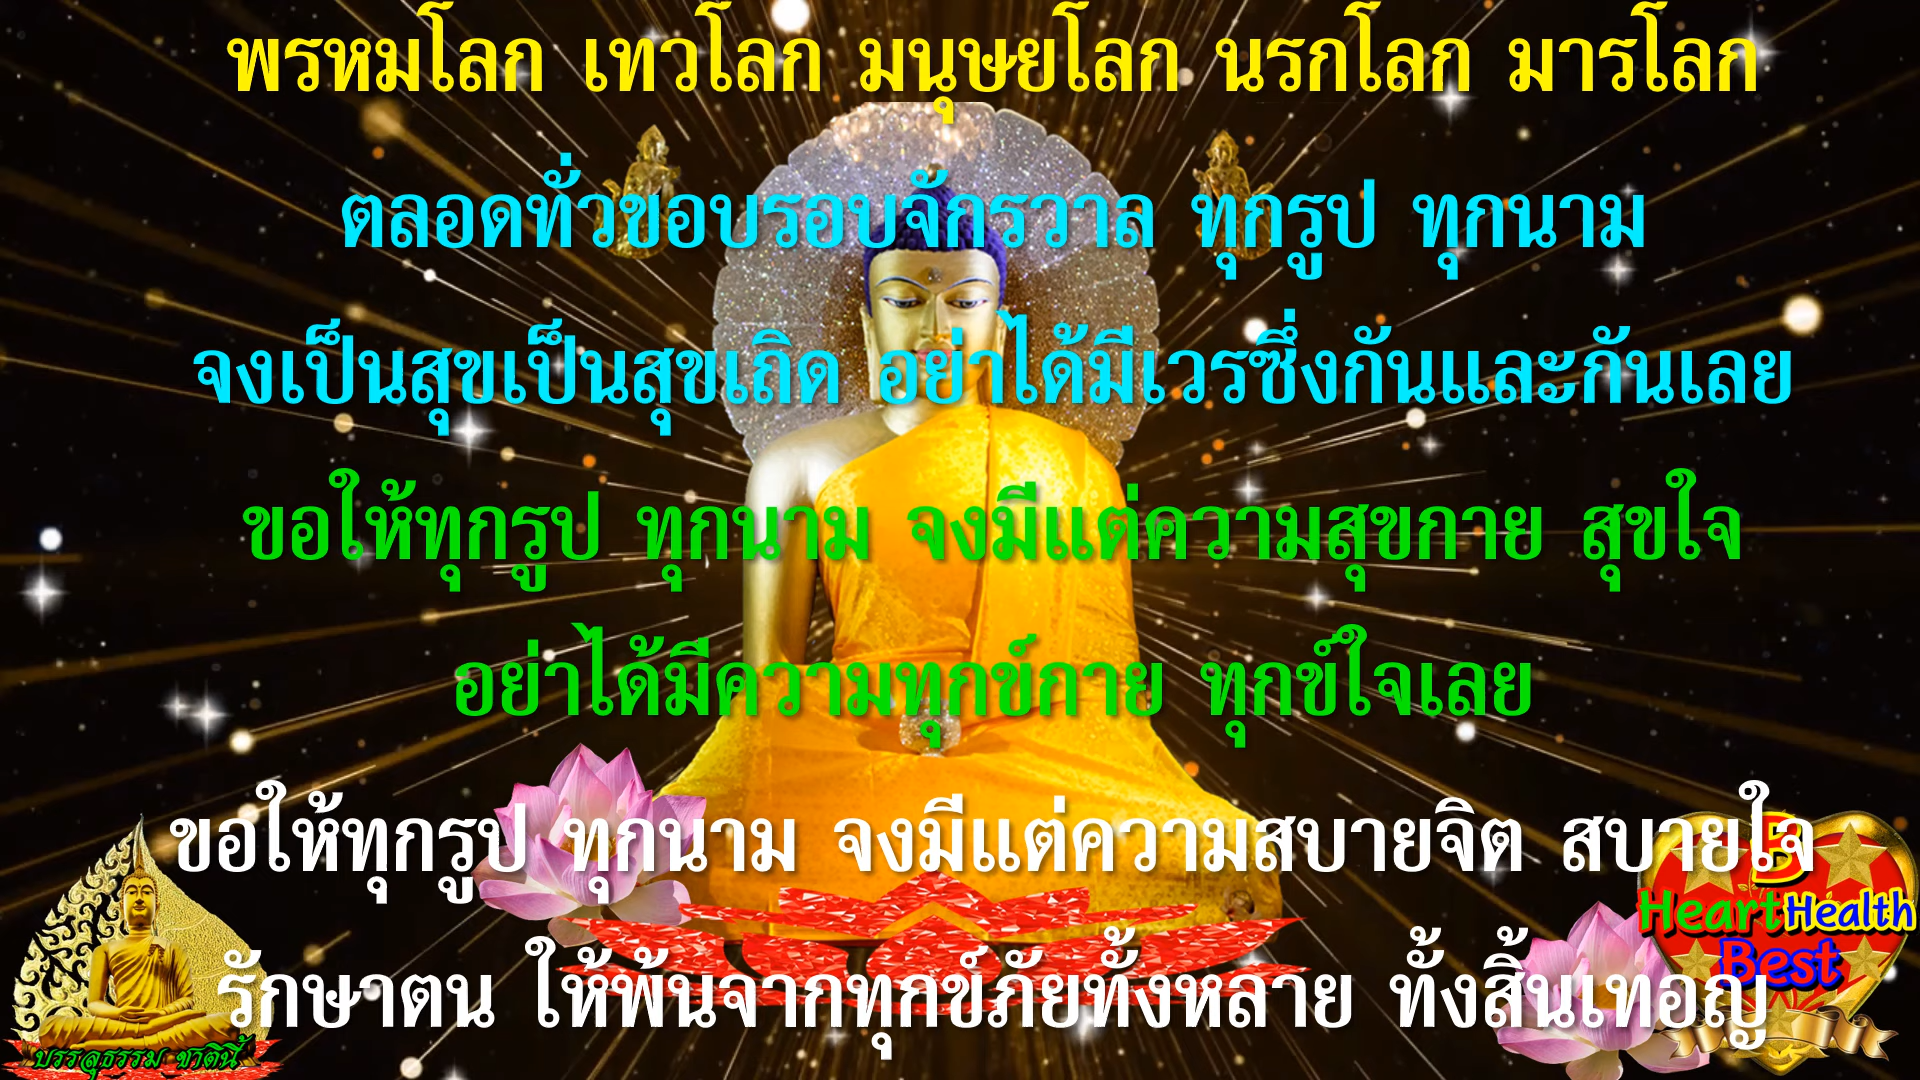 พรหมโลก เทวโลก มนุษยโลก นรกโลก มารโลก
ตลอดทั่วขอบรอบจักรวาล ทุกรูป ทุกนาม
จงเป็นสุขเป็นสุขเถิด อย่าได้มีเวรซึ่งกันและกันเลย
ขอให้ทุกรูป ทุกนาม จงมีแต่ความสุขกาย สุขใจ
อย่าได้มีความทุกข์กาย ทุกข์ใจเลย
ขอให้ทุกรูป ทุกนาม จงมีแต่ความสบายจิต สบายใจ
รักษาตน ให้พ้นจากทุกข์ภัยทั้งหลาย ทั้งสิ้นเทอญ
บรรลุธรรม ชาตินี้
B
Heart Health
Best